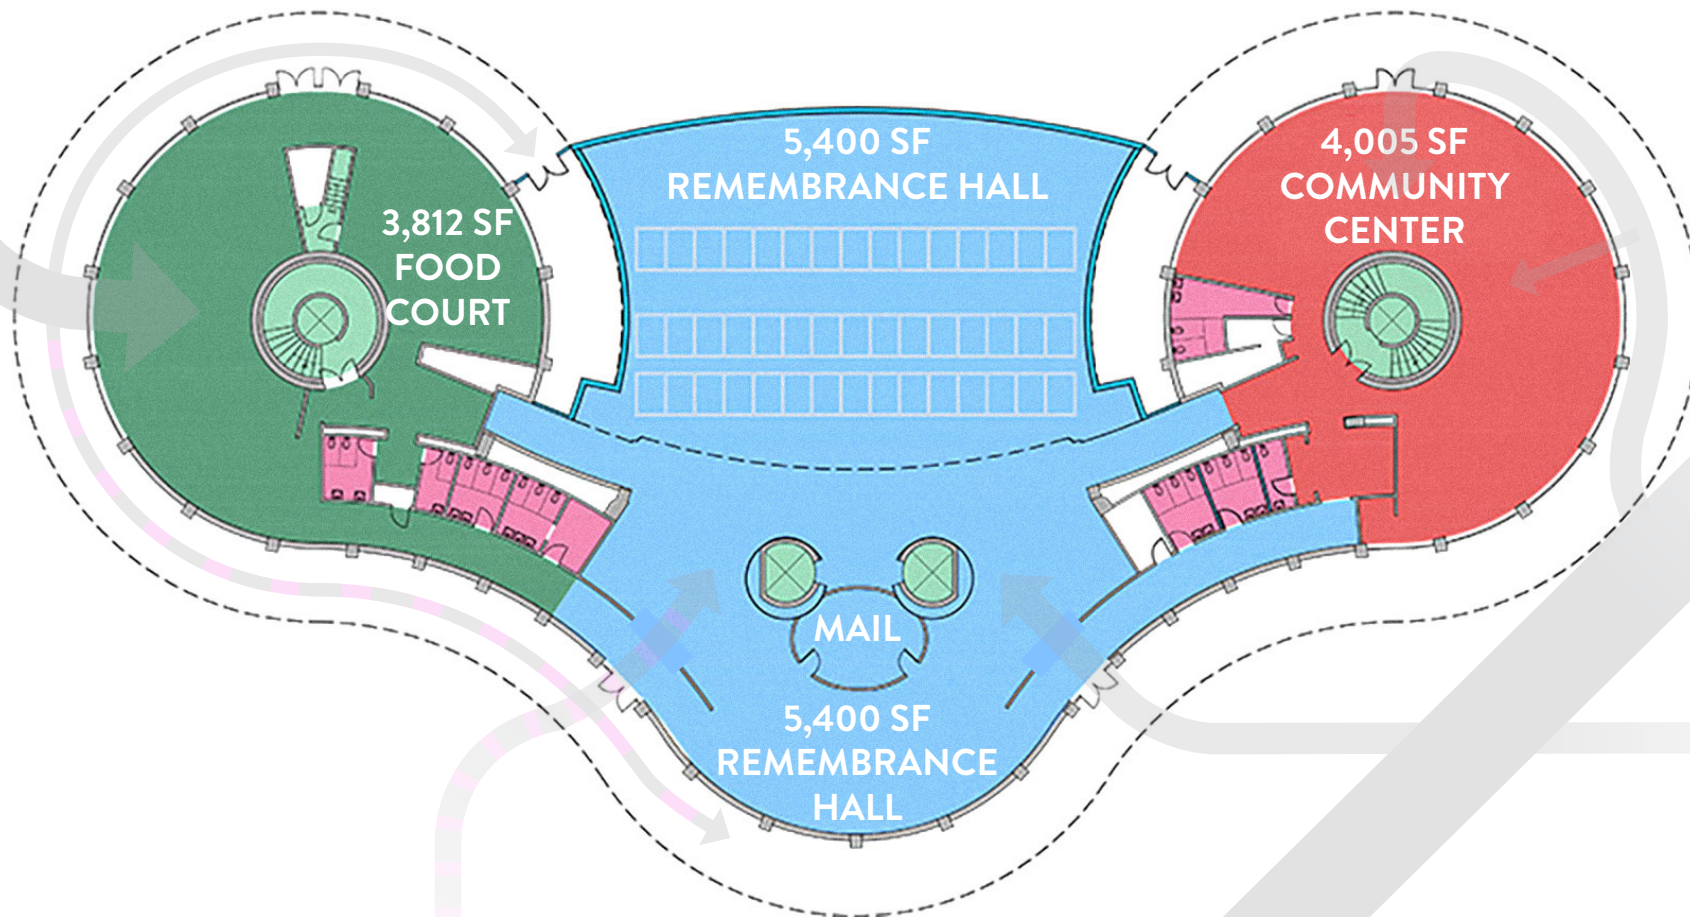 5,400 SF
REMEMBRANCE HALL
4,005 SF
COMMUNITY
CENTER
3,812 SF
FOOD
COURT
MAIL
5,400 SF
REMEMBRANCE
HALL